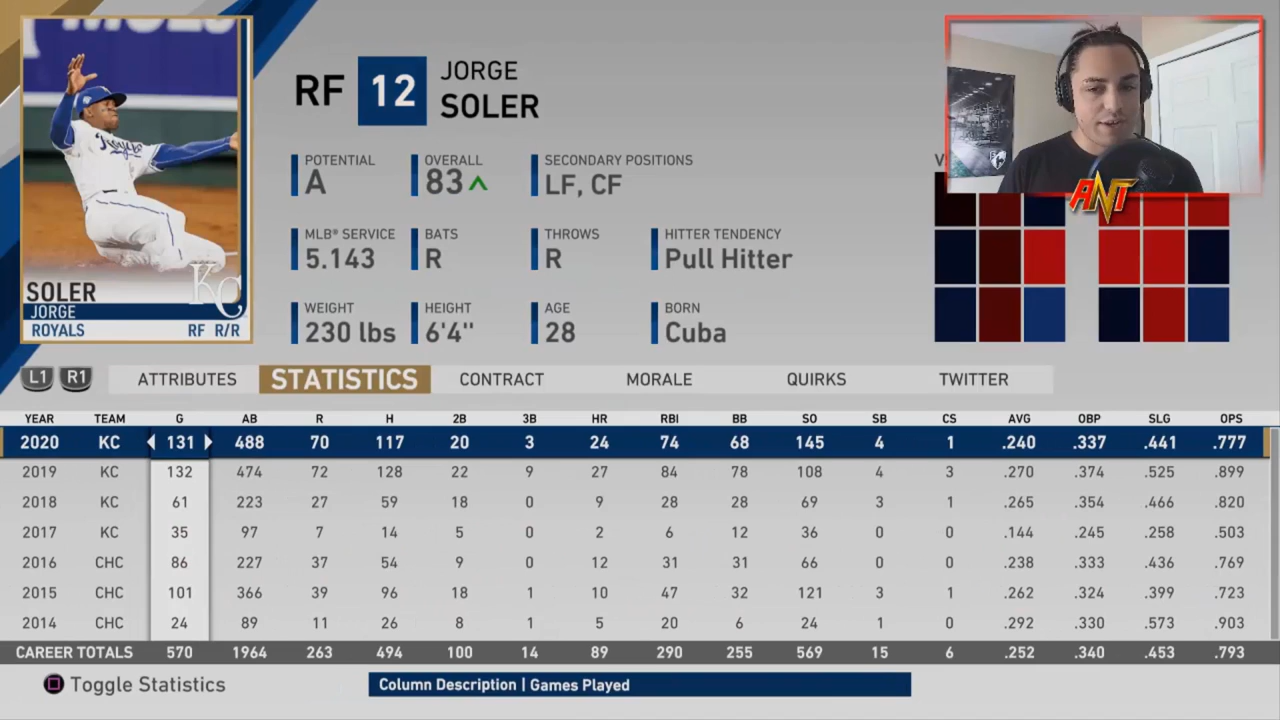 RF 12 JORGE
SOLER
POTENTIAL OVERALL SECONDARY POSITIONS
A 83 LF, CF
MLB® SERVICE BATS THROWS HITTER TENDENCY
5.143 R R Pull Hitter
WEIGHT HEIGHT AGE BORN
230 lbs 6'4" 28 Cuba
Royals
KC
SOLER
JORGE
ROYALS RF R/R
ANT
L1 R1 ATTRIBUTES STATISTICS CONTRACT MORALE QUIRKS TWITTER
YEAR TEAM G AB R H 2B 3B HR RBI BB SO SB CS AVG OBP SLG OPS
2020 KC 131 488 70 117 20 3 24 74 68 145 4 1 .240 .337 .441 .777
2019 KC 132 474 72 128 22 9 27 84 78 108 4 3 .270 .374 .525 .899
2018 KC 61 223 27 59 18 0 9 28 28 69 3 1 .265 .354 .466 .820
2017 KC 35 97 7 14 5 0 2 6 12 36 0 0 .144 .245 .258 .503
2016 CHC 86 227 37 54 9 0 12 31 31 66 0 0 .238 .333 .436 .769
2015 CHC 101 366 39 96 18 1 10 47 32 121 3 1 .262 .324 .399 .723
2014 CHC 24 89 11 26 8 1 5 20 6 24 1 0 .292 .330 .573 .903
CAREER TOTALS 570 1964 263 494 100 14 89 290 255 569 15 6 .252 .340 .453 .793
Toggle Statistics Column Description | Games Played